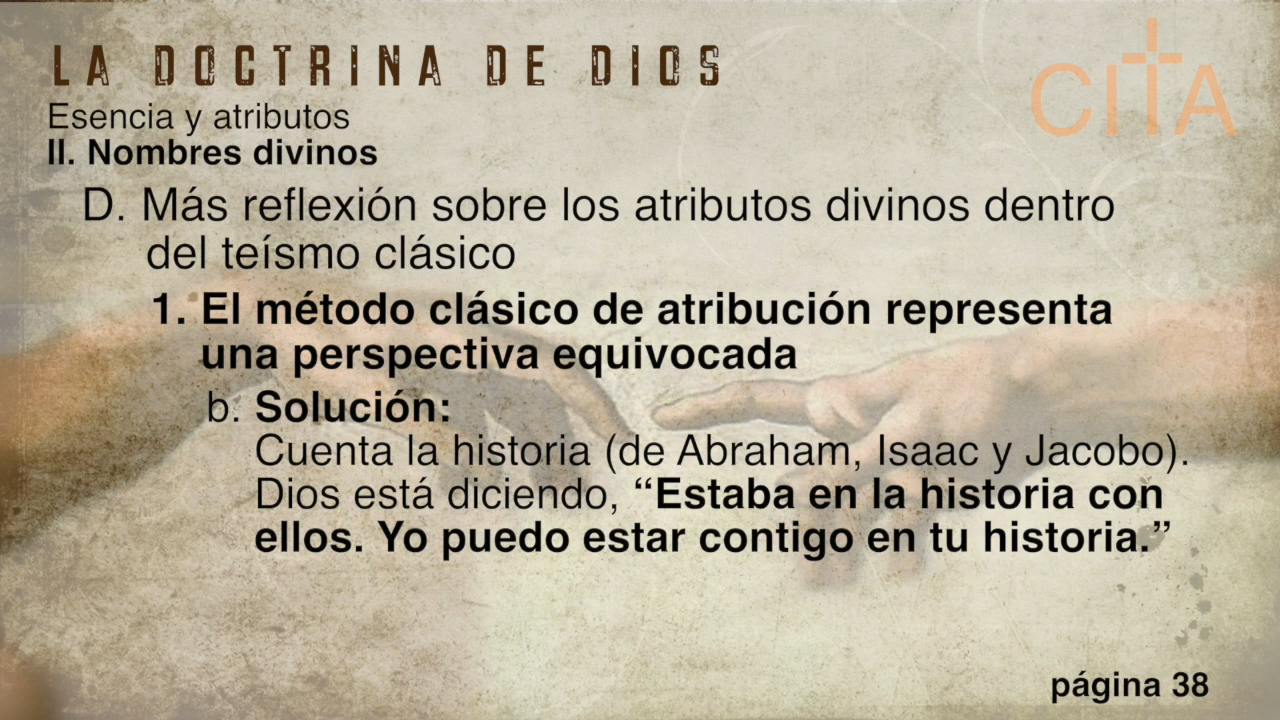 LA DOCTRINA DE DIOS
CITA
Esencia y atributos
II. Nombres divinos
D. Más reflexión sobre los atributos divinos dentro
del teísmo clásico
1. El método clásico de atribución representa
una perspectiva equivocada
b. Solución:
Cuenta la historia (de Abraham, Isaac y Jacobo).
Dios está diciendo, “Estaba en la historia con
ellos. Yo puedo estar contigo en tu historia.”
página 38